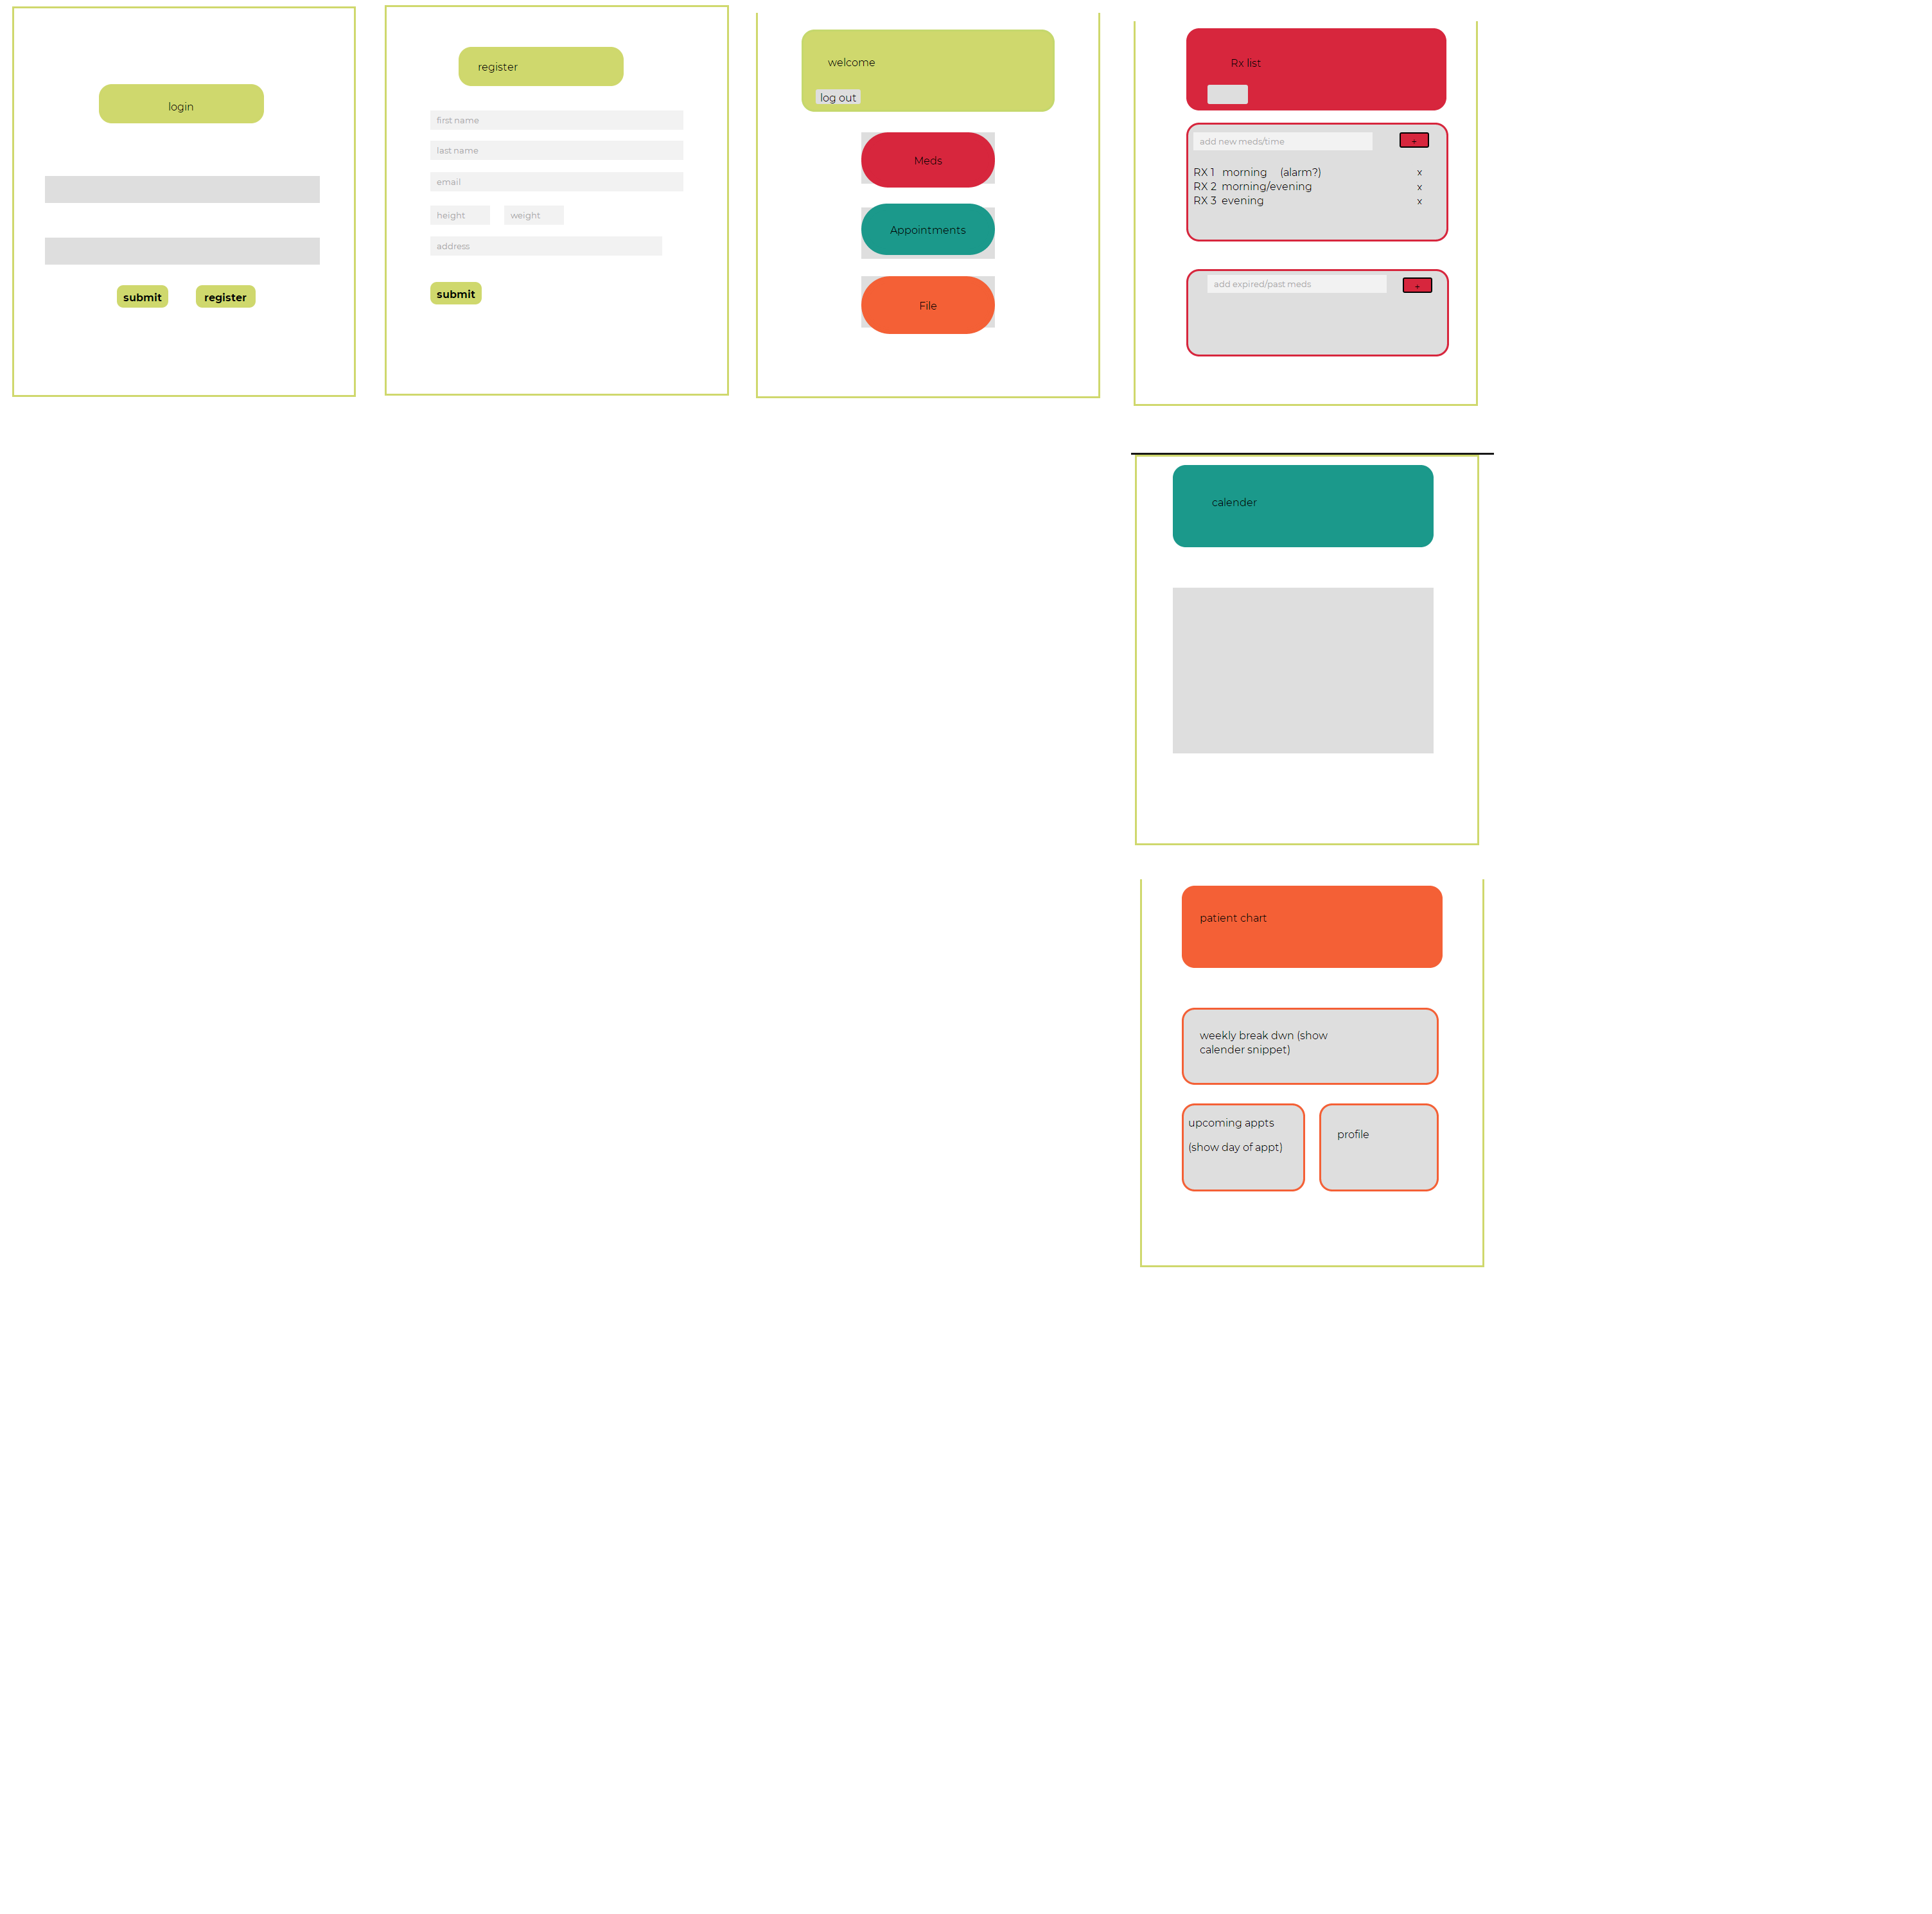 login
submit
register
register
first name
last name
email
height
weight
address
submit
welcome
log out
Meds
Appointments
File
Rx list
add new meds/time
+
RX 1 morning (alarm?)
x
RX 2 morning/evening
x
RX 3 evening
x
add expired/past meds
+
calender
patient chart
weekly break dwn (show
calender snippet)
upcoming appts
(show day of appt)
profile